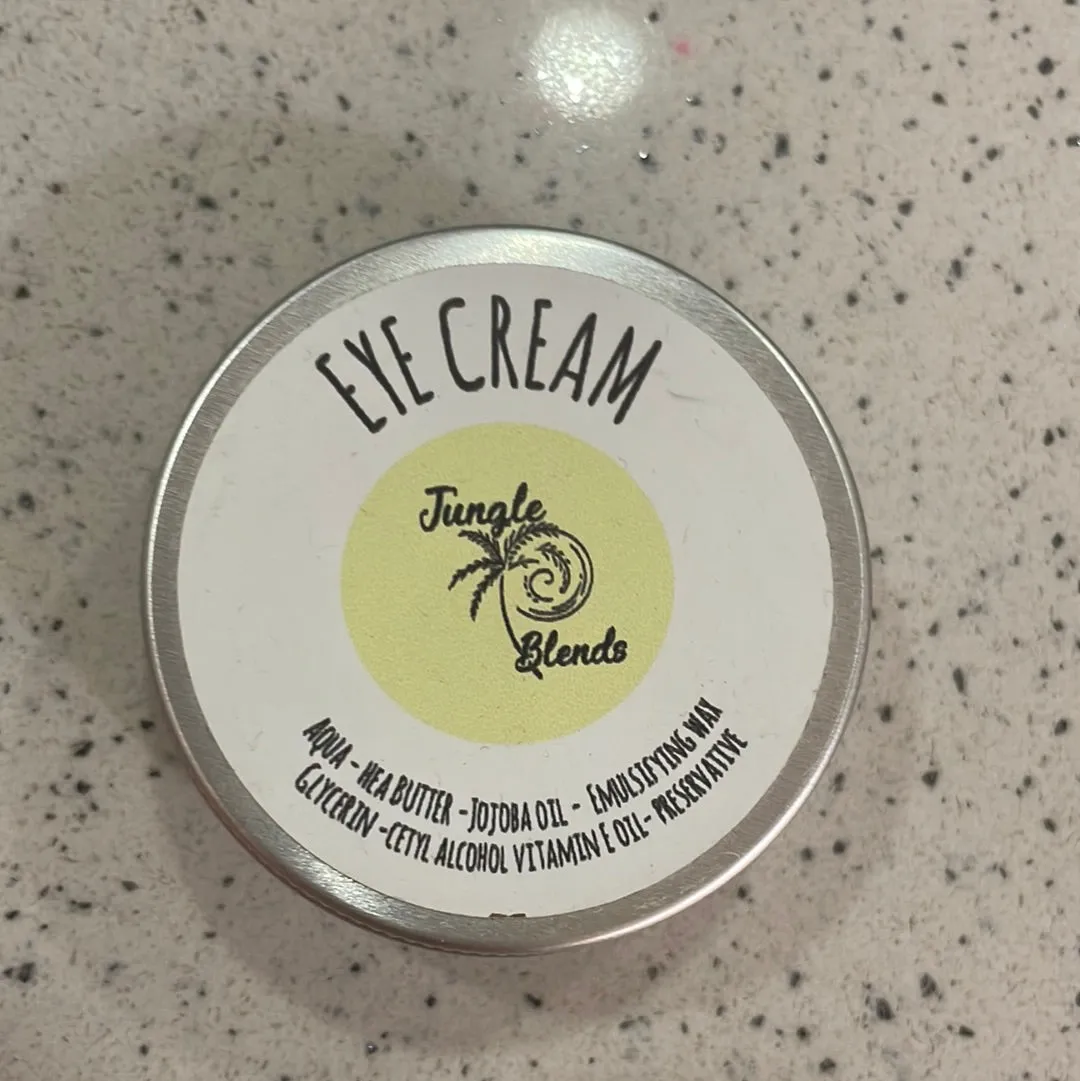 EYE CREAM
Jungle
Blends
AQUA - HEA BUTTER - JOJOBA OIL - EMULSIFYING WAX
GLYCERIN - CETYL ALCOHOL VITAMIN E OIL - PRESERVATIVE